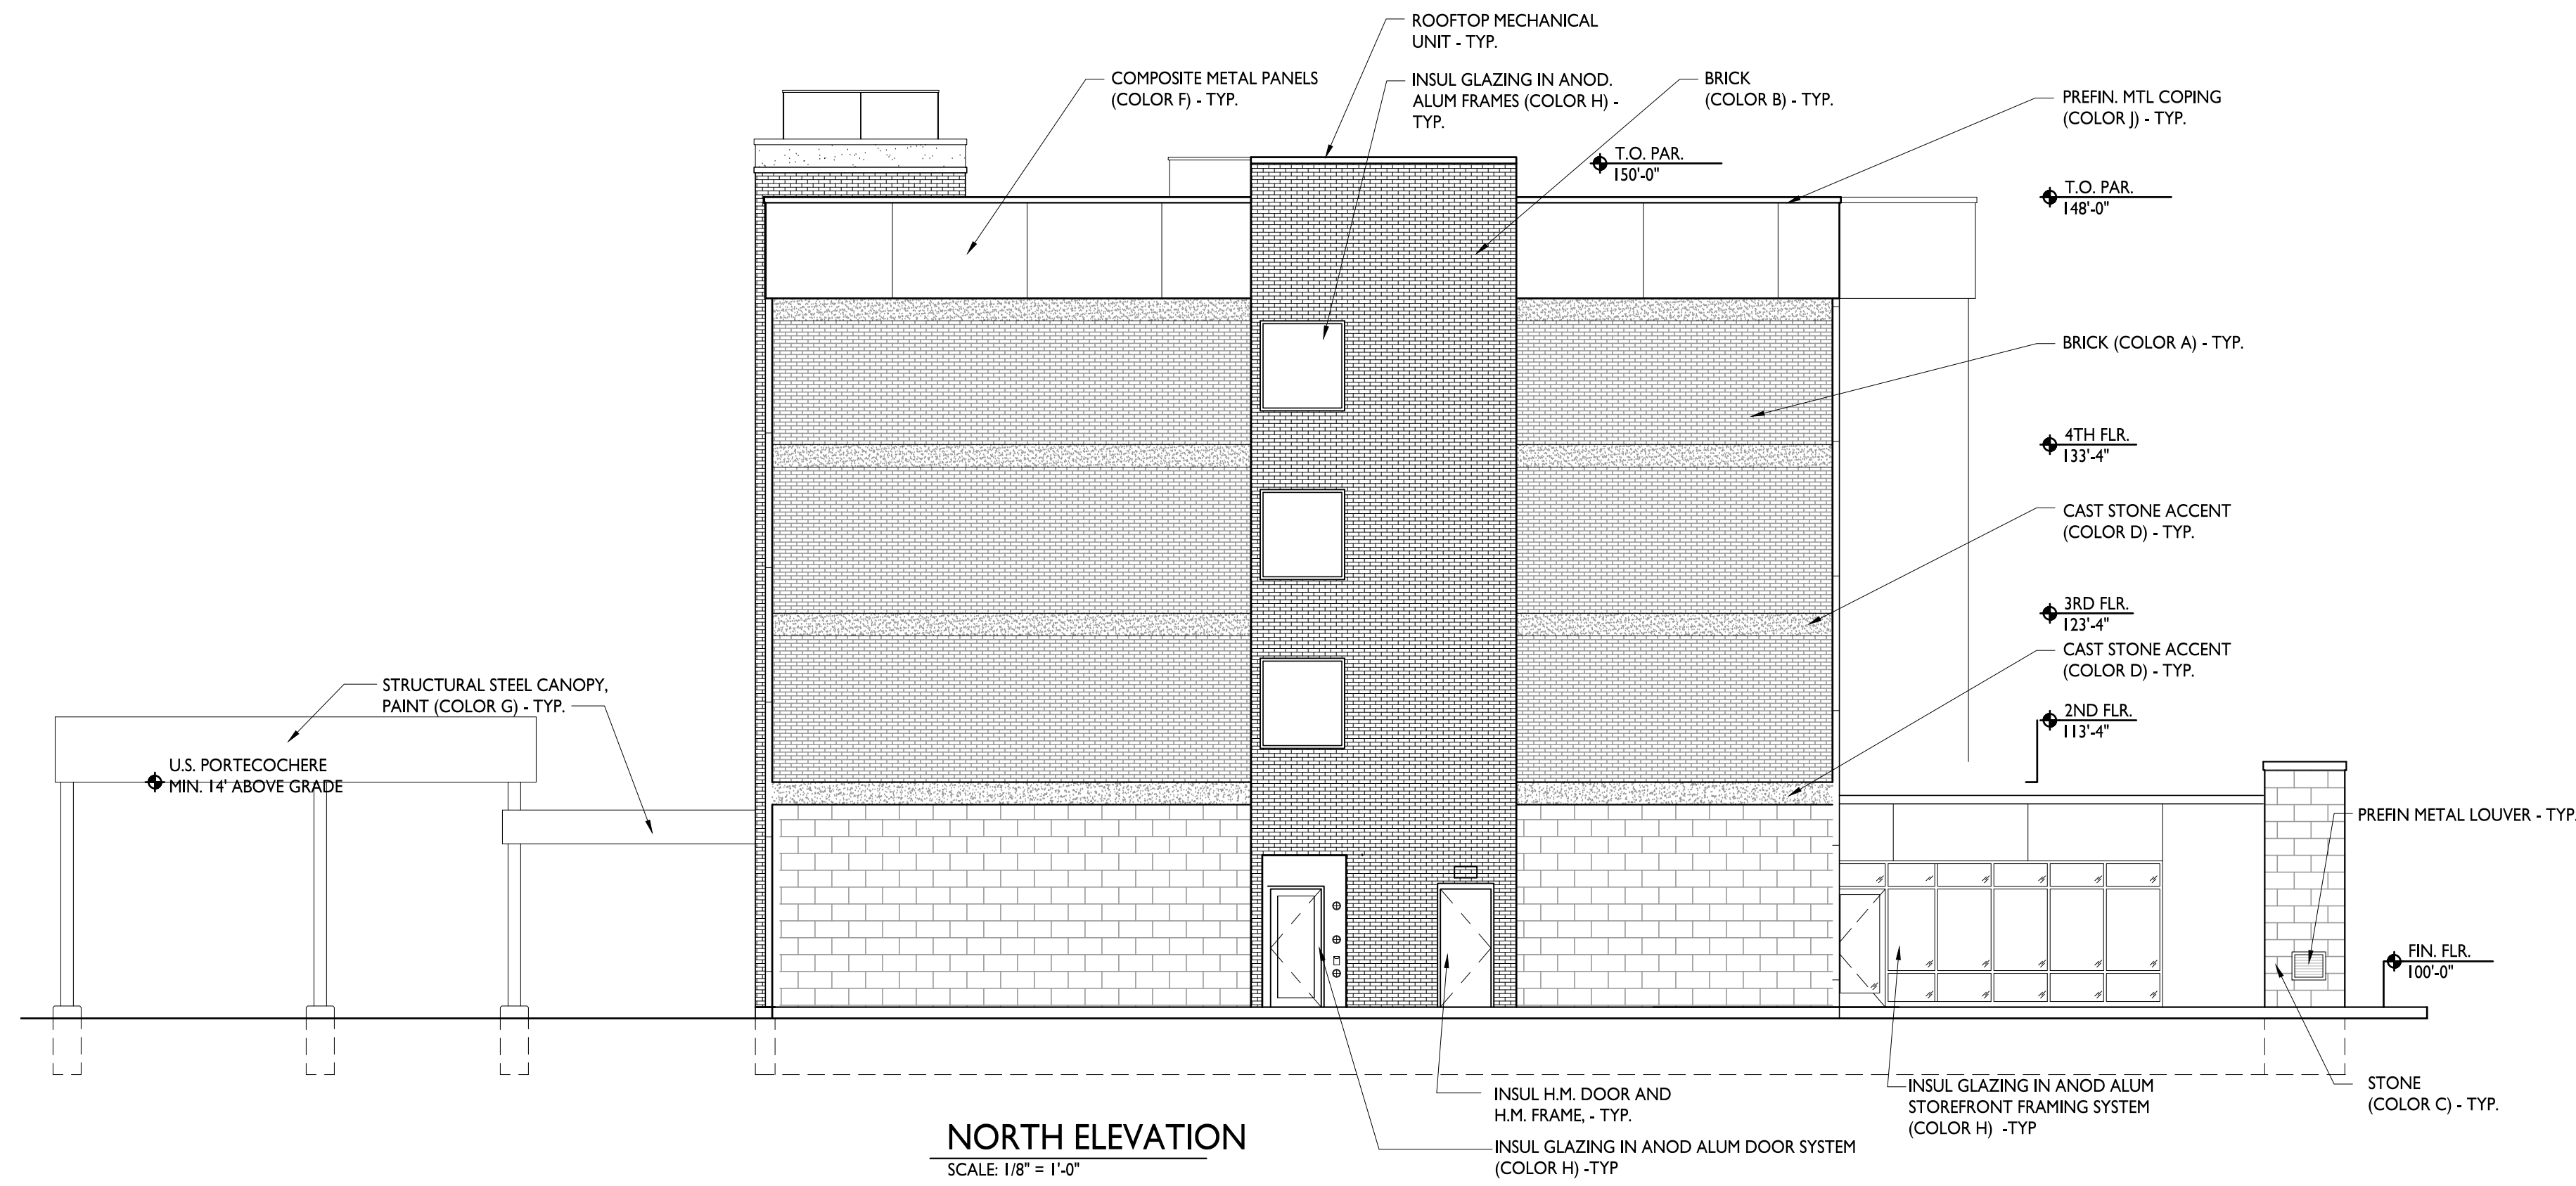 ROOFTOP MECHANICAL
UNIT - TYP.
COMPOSITE METAL PANELS
(COLOR F) - TYP.
INSUL GLAZING IN ANOD.
ALUM FRAMES (COLOR H) -
TYP.
BRICK
(COLOR B) - TYP.
PREFIN. MTL COPING
(COLOR J) - TYP.
T.O. PAR.
150'-0"
T.O. PAR.
148'-0"
BRICK (COLOR A) - TYP.
4TH FLR.
133'-4"
CAST STONE ACCENT
(COLOR D) - TYP.
3RD FLR.
123'-4"
CAST STONE ACCENT
(COLOR D) - TYP.
STRUCTURAL STEEL CANOPY,
PAINT (COLOR G) - TYP.
2ND FLR.
113'-4"
U.S. PORTECOCHERE
MIN. 14' ABOVE GRADE
PREFIN METAL LOUVER - TYP.
FIN. FLR.
100'-0"
INSUL H.M. DOOR AND
H.M. FRAME, - TYP.
INSUL GLAZING IN ANOD ALUM
STOREFRONT FRAMING SYSTEM
(COLOR H) -TYP
STONE
(COLOR C) - TYP.
NORTH ELEVATION
SCALE: 1/8" = 1'-0"
INSUL GLAZING IN ANOD ALUM DOOR SYSTEM
(COLOR H) -TYP